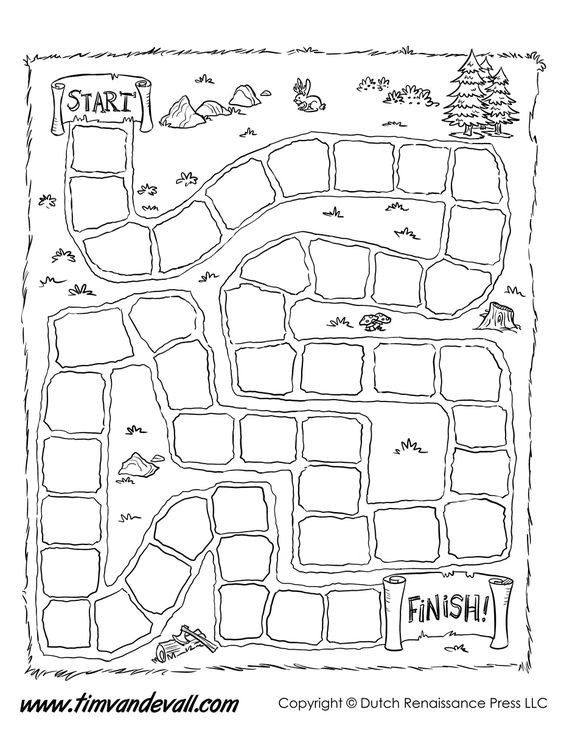 START
FiNiSH!
www.timvandevall.com
Copyright © Dutch Renaissance Press LLC